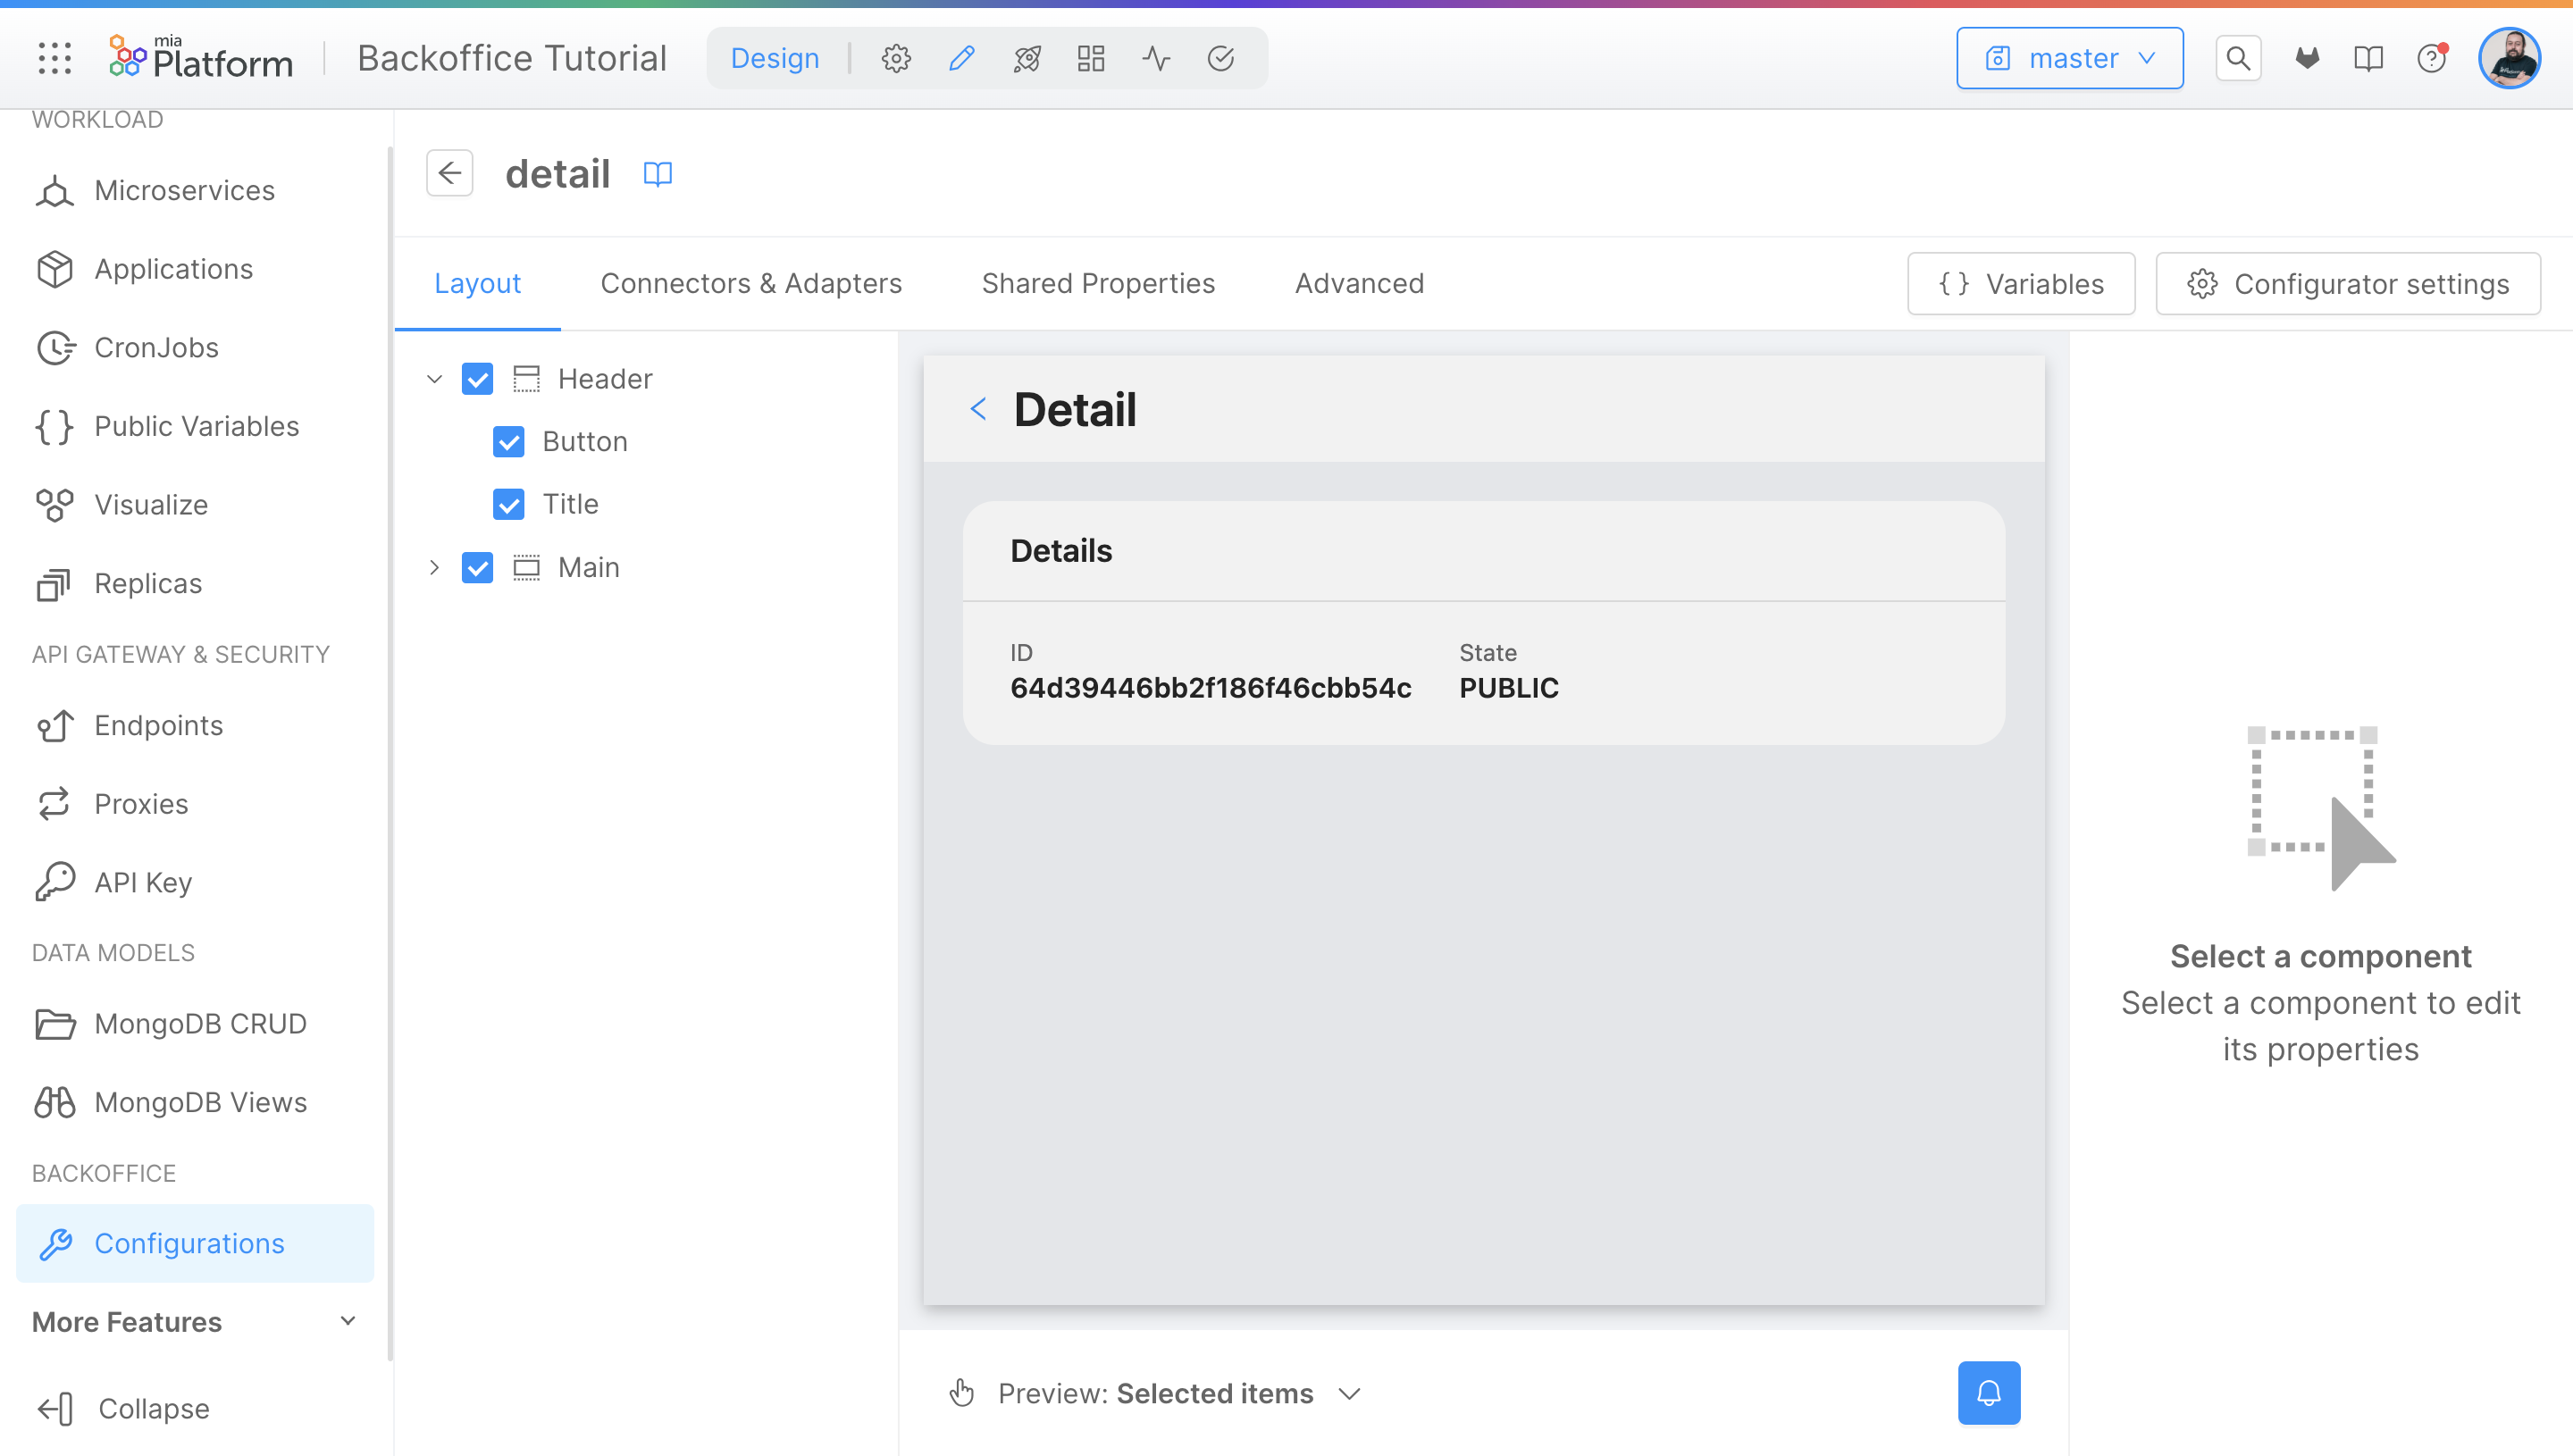 mia
Platform
Backoffice Tutorial
Design
master
WORKLOAD
Microservices
Applications
CronJobs
Public Variables
Visualize
Replicas
API GATEWAY & SECURITY
Endpoints
Proxies
API Key
DATA MODELS
MongoDB CRUD
MongoDB Views
BACKOFFICE
Configurations
More Features
Collapse
detail
Layout
Connectors & Adapters
Shared Properties
Advanced
{ } Variables
Configurator settings
Header
Button
Title
Main
Detail
Details
ID
State
64d39446bb2f186f46cbb54c
PUBLIC
Preview: Selected items
Select a component
Select a component to edit
its properties